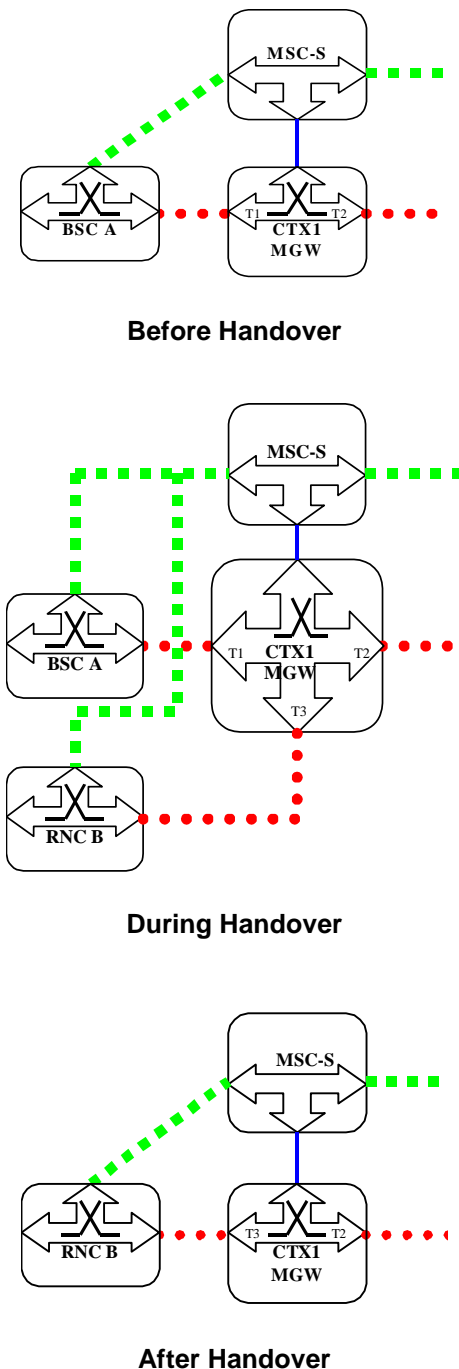 MSC-S
BSC A
T1
T2
CTX1
MGW
Before Handover
MSC-S
BSC A
T1
CTX1
T2
MGW
T3
RNC B
During Handover
MSC-S
RNC B
T3
T2
CTX1
MGW
After Handover